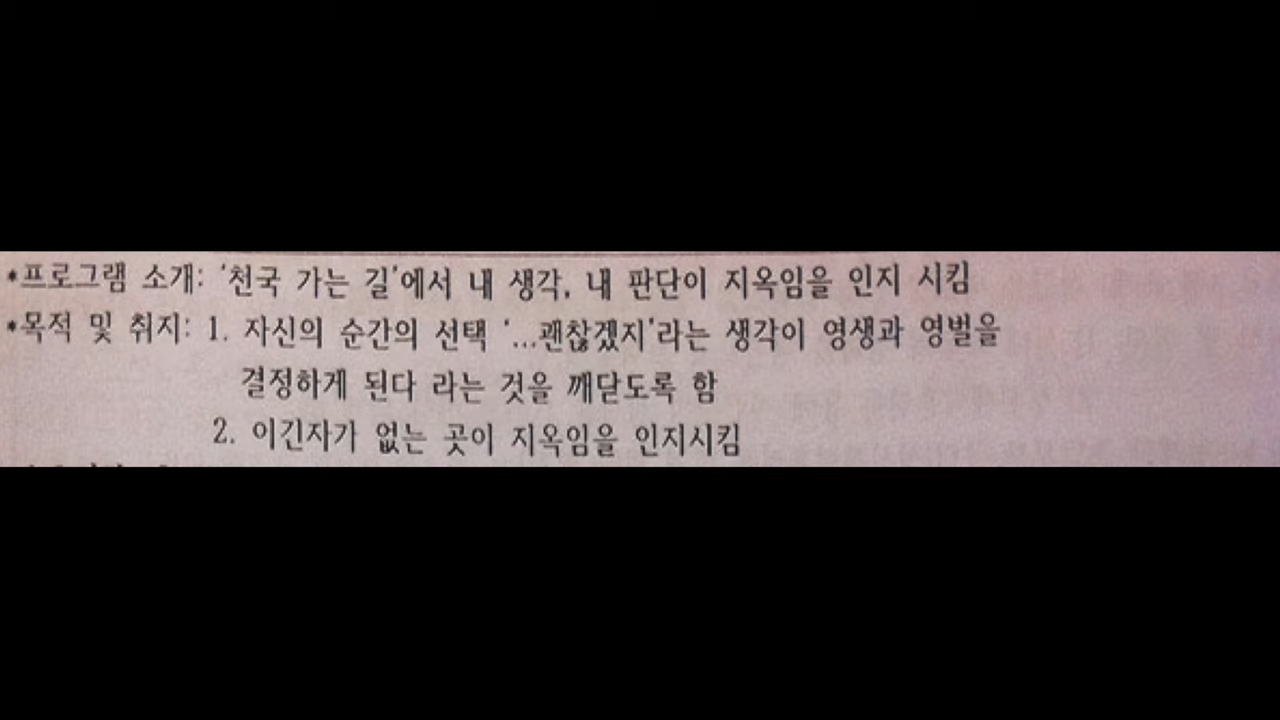 *프로그램 소개: '천국 가는 길'에서 내 생각, 내 판단이 지옥임을 인지 시킴
*목적 및 취지: 1. 자신의 순간의 선택 '...괜찮겠지'라는 생각이 영생과 영벌을
결정하게 된다 라는 것을 깨닫도록 함
2. 이긴자가 없는 곳이 지옥임을 인지시킴